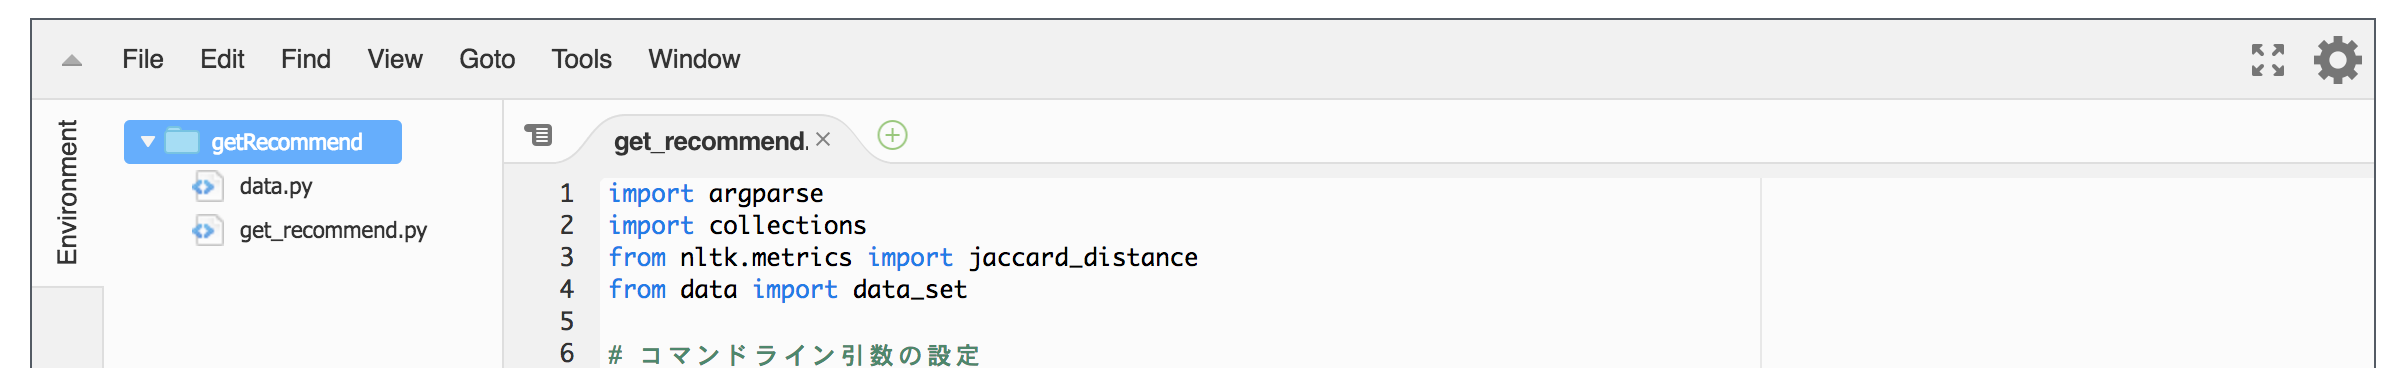 File Edit Find View Goto Tools Window
Environment
getRecommend
data.py
get_recommend.py
get_recommend.
1 import argparse
2 import collections
3 from nltk.metrics import jaccard_distance
4 from data import data_set
5
6 # コマンドライン引数の設定